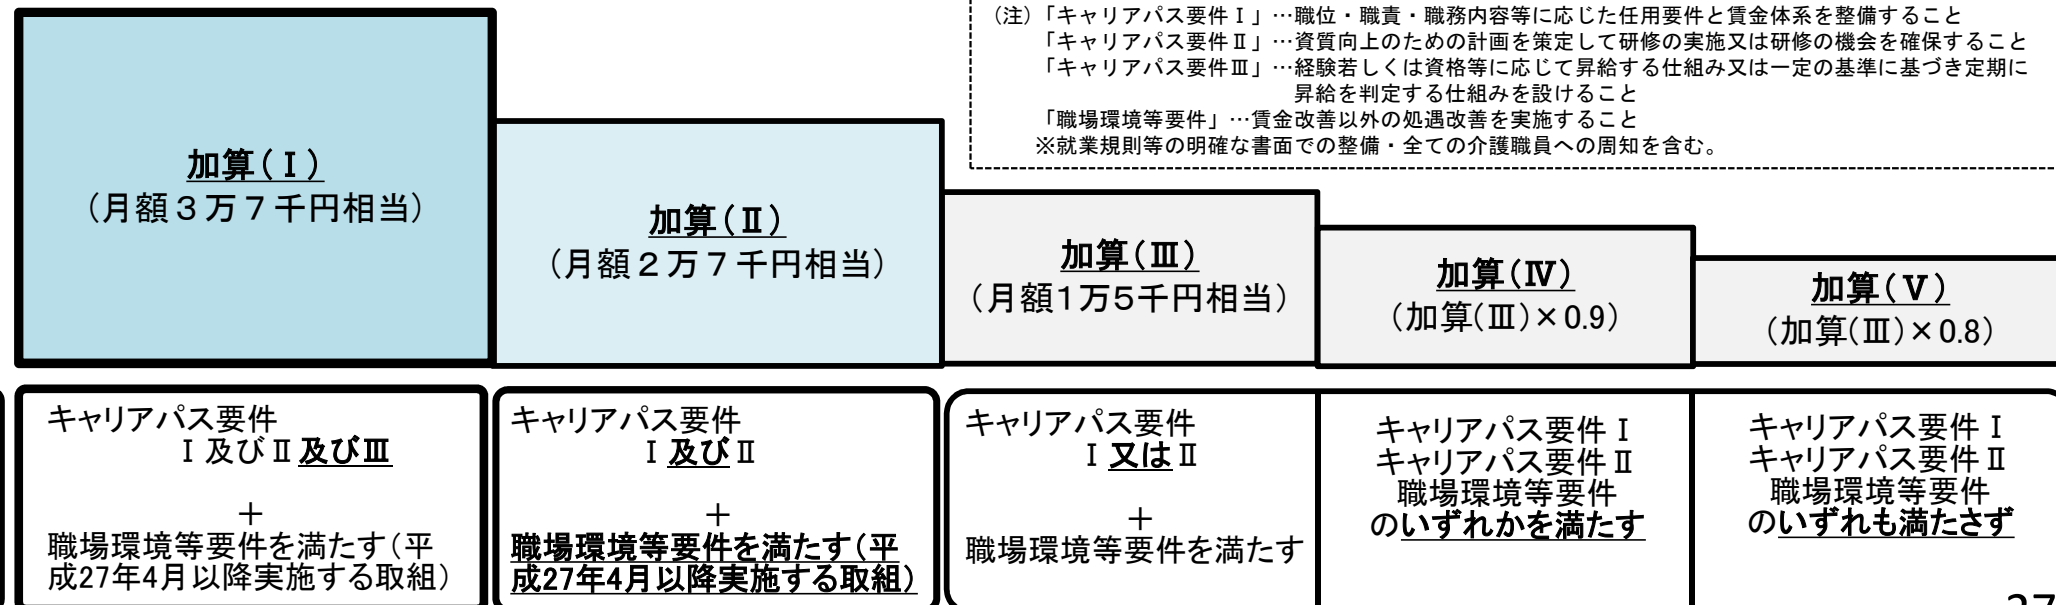 （注）「キャリアパス要件Ⅰ」…職位・職責・職務内容等に応じた任用要件と賃金体系を整備すること
「キャリアパス要件Ⅱ」…資質向上のための計画を策定して研修の実施又は研修の機会を確保すること
「キャリアパス要件Ⅲ」…経験若しくは資格等に応じて昇給する仕組み又は一定の基準に基づき定期に
昇給を判定する仕組みを設けること
「職場環境等要件」…賃金改善以外の処遇改善を実施すること
※就業規則等の明確な書面での整備・全ての介護職員への周知を含む。
加算（Ⅰ）
（月額３万７千円相当）
加算（Ⅱ）
（月額２万７千円相当）
加算（Ⅲ）
（月額1万5千円相当）
加算（Ⅳ）
（加算（Ⅲ）×0.9）
加算（Ⅴ）
（加算（Ⅲ）×0.8）
キャリアパス要件
Ⅰ及びⅡ及びⅢ
＋
職場環境等要件を満たす（平
成27年4月以降実施する取組）
キャリアパス要件
Ⅰ及びⅡ
＋
職場環境等要件を満たす（平
成27年4月以降実施する取組）
キャリアパス要件
Ⅰ又はⅡ
＋
職場環境等要件を満たす
キャリアパス要件Ⅰ
キャリアパス要件Ⅱ
職場環境等要件
のいずれかを満たす
キャリアパス要件Ⅰ
キャリアパス要件Ⅱ
職場環境等要件
のいずれも満たさず